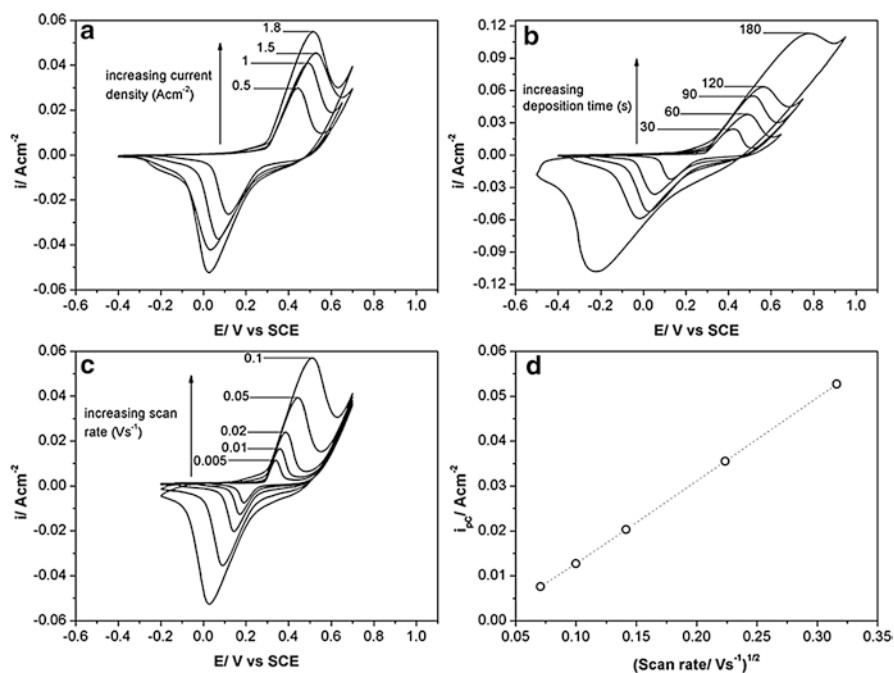 a
0.06
0.04
0.02
0.00
-0.02
-0.04
-0.06
i/ Acm⁻²
increasing current
density (Acm⁻²)
1.8
1.5
1
0.5
-0.6 -0.4 -0.2 0.0 0.2 0.4 0.6 0.8 1.0
E/ V vs SCE
b
0.12
0.09
0.06
0.03
0.00
-0.03
-0.06
-0.09
-0.12
i/ Acm⁻²
increasing
deposition time (s)
180
120
90
60
30
-0.6 -0.4 -0.2 0.0 0.2 0.4 0.6 0.8 1.0
E/ V vs SCE
c
0.06
0.04
0.02
0.00
-0.02
-0.04
-0.06
i/ Acm⁻²
increasing scan
rate (Vs⁻¹)
0.1
0.05
0.02
0.01
0.005
-0.6 -0.4 -0.2 0.0 0.2 0.4 0.6 0.8 1.0
E/ V vs SCE
d
0.06
0.05
0.04
0.03
0.02
0.01
0.00
i_pC/ Acm⁻²
0.05 0.10 0.15 0.20 0.25 0.30 0.35
(Scan rate/ Vs⁻¹)^1/2